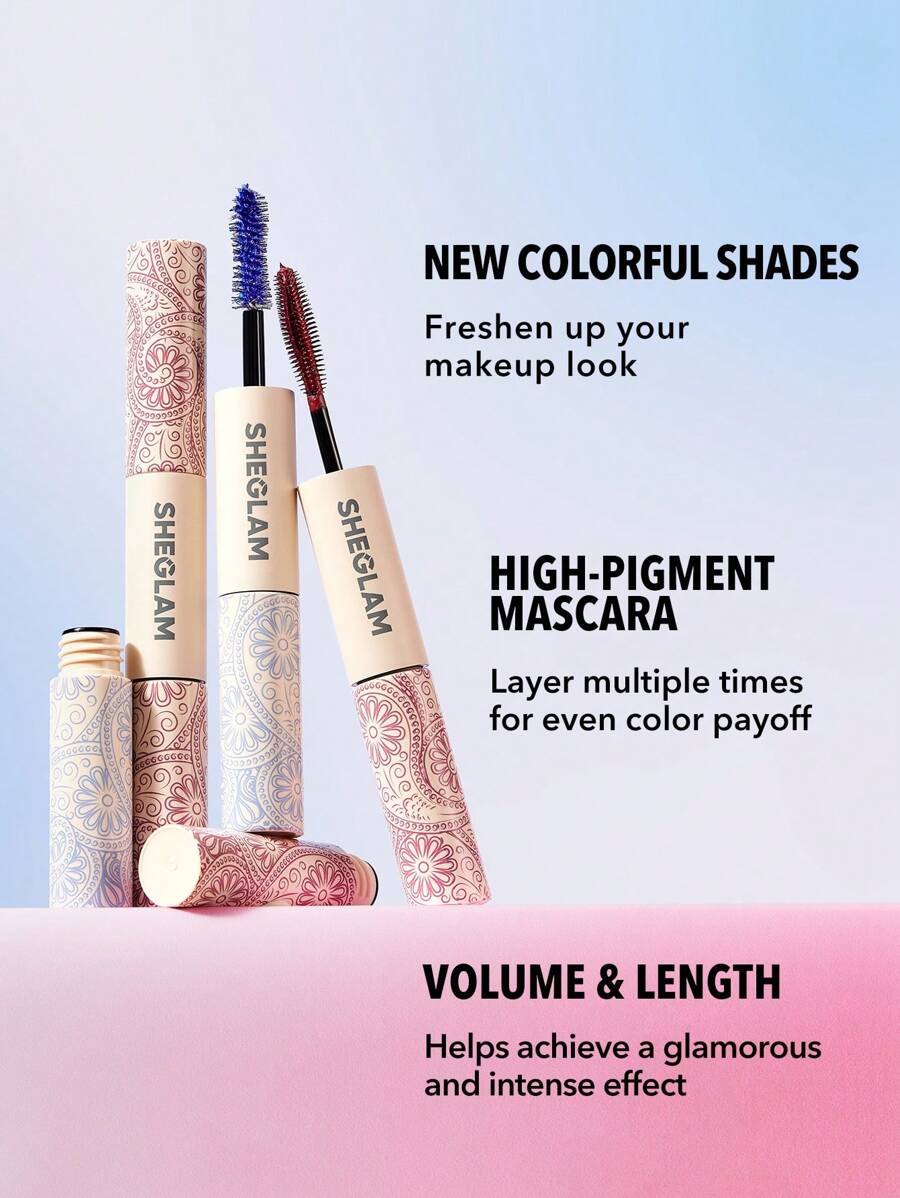 NEW COLORFUL SHADES
Freshen up your
makeup look
SHEGLAM
SHEGLAM
SHEGLAM
HIGH-PIGMENT
MASCARA
Layer multiple times
for even color payoff
VOLUME & LENGTH
Helps achieve a glamorous
and intense effect